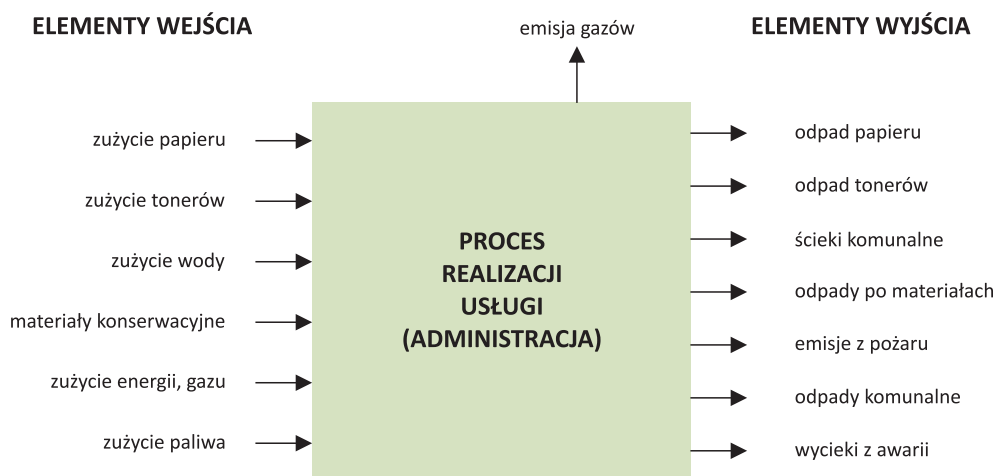 ELEMENTY WEJŚCIA
emisja gazów
ELEMENTY WYJŚCIA
zużycie papieru
zużycie tonerów
zużycie wody
materiały konserwacyjne
zużycie energii, gazu
zużycie paliwa
PROCES
REALIZACJI
USŁUGI
(ADMINISTRACJA)
odpad papieru
odpad tonerów
ścieki komunalne
odpady po materiałach
emisje z pożaru
odpady komunalne
wycieki z awarii